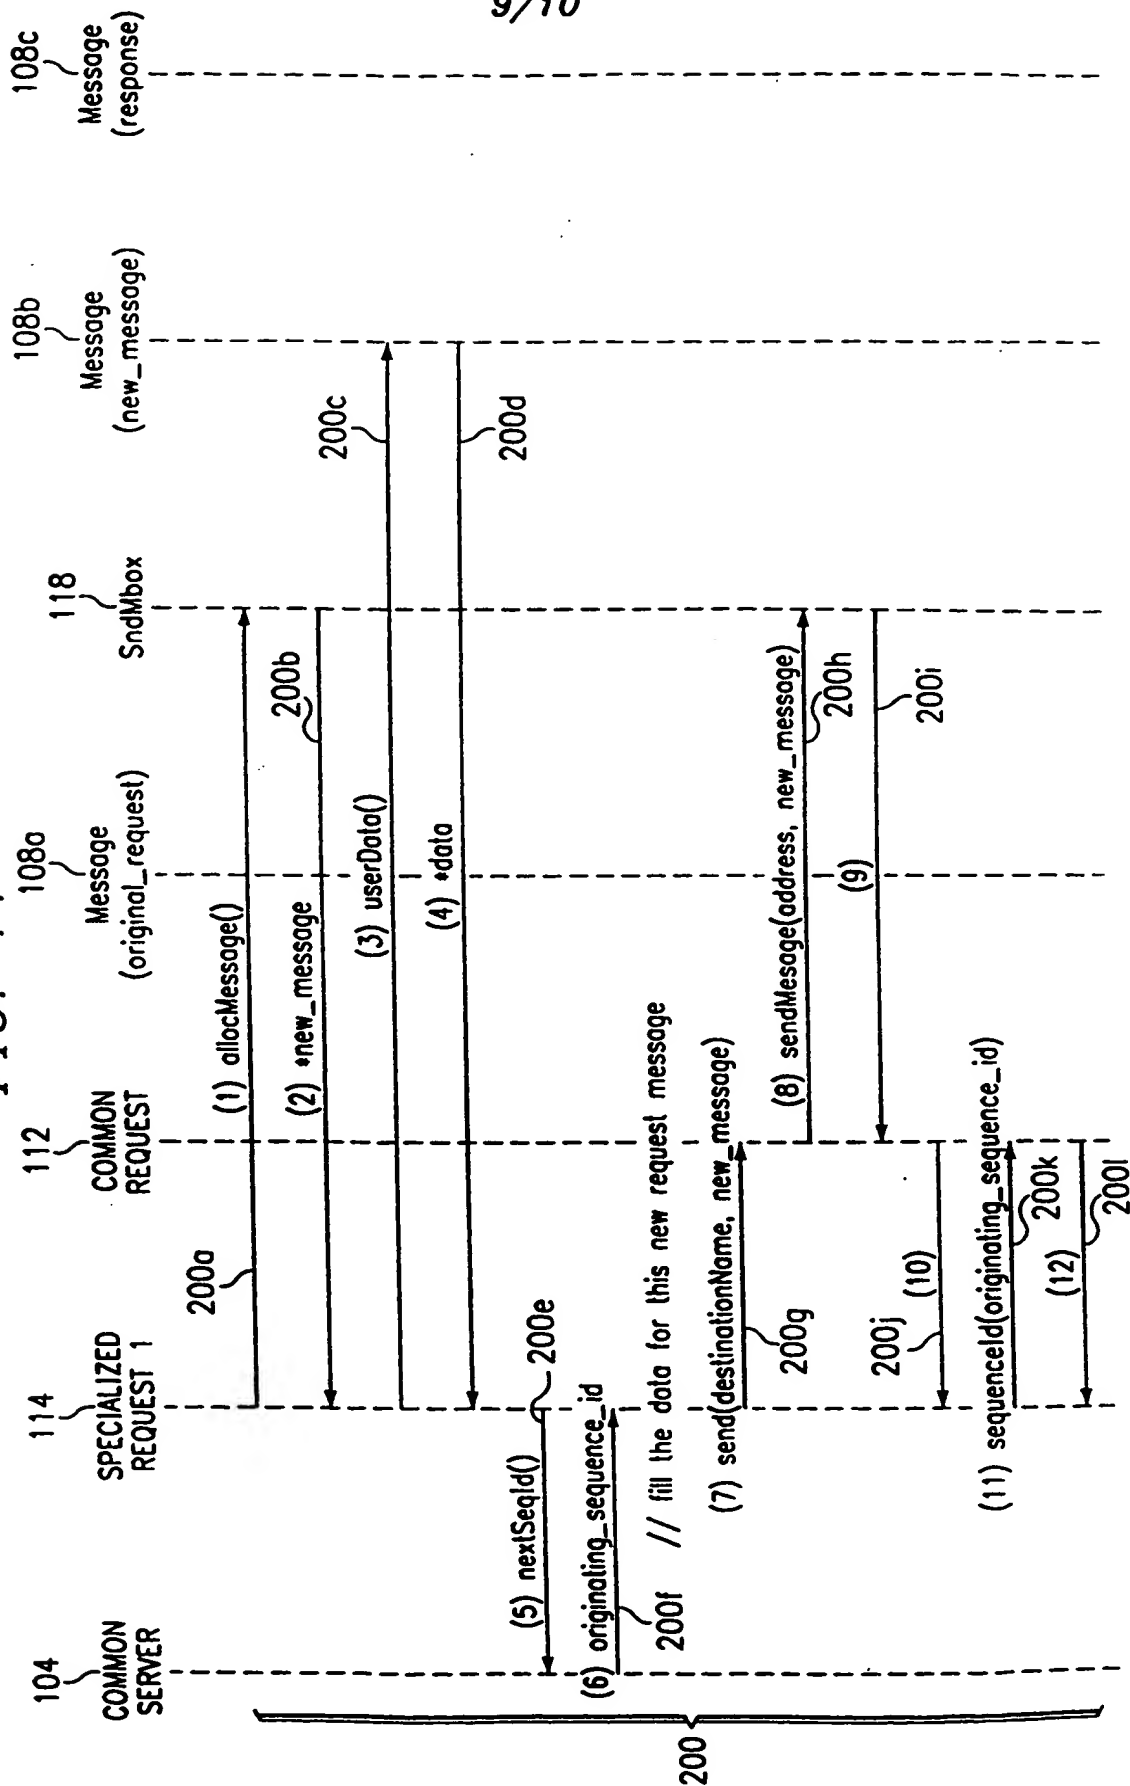 9/10
104
COMMON
SERVER
114
SPECIALIZED
REQUEST 1
112
COMMON
REQUEST
108a
Message
(original_request)
118
SndMbox
108b
Message
(new_message)
108c
Message
(response)
200
200a
(1) allocMessage()
(2) *new_message
200b
(3) userData()
200c
(4) *data
200d
(5) nextSeqId()
200e
(6) originating_sequence_id
200f
// fill the data for this new request message
(7) send(destinationName, new_message)
200g
(8) sendMesage(address, new_message)
200h
(9)
200i
(10)
200j
(11) sequenceId(originating_sequence_id)
200k
(12)
200l